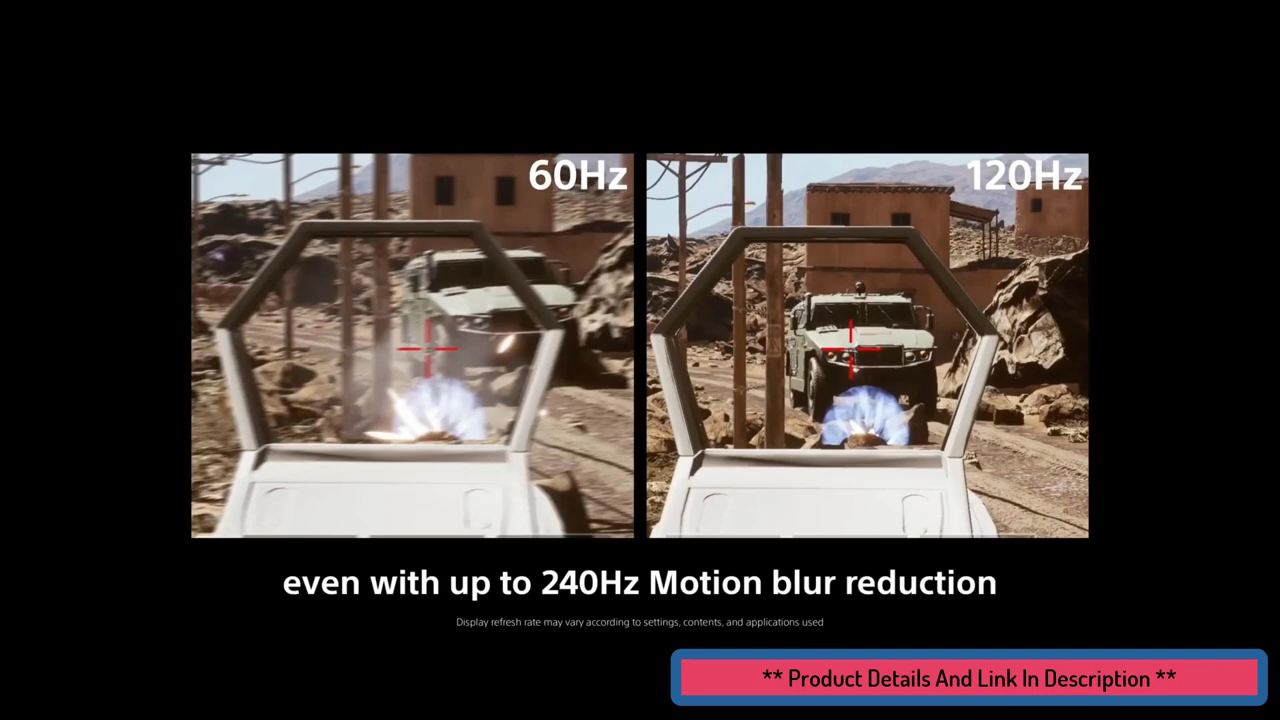 60Hz
120Hz
even with up to 240Hz Motion blur reduction
Display refresh rate may vary according to settings, contents, and applications used
** Product Details And Link In Description **